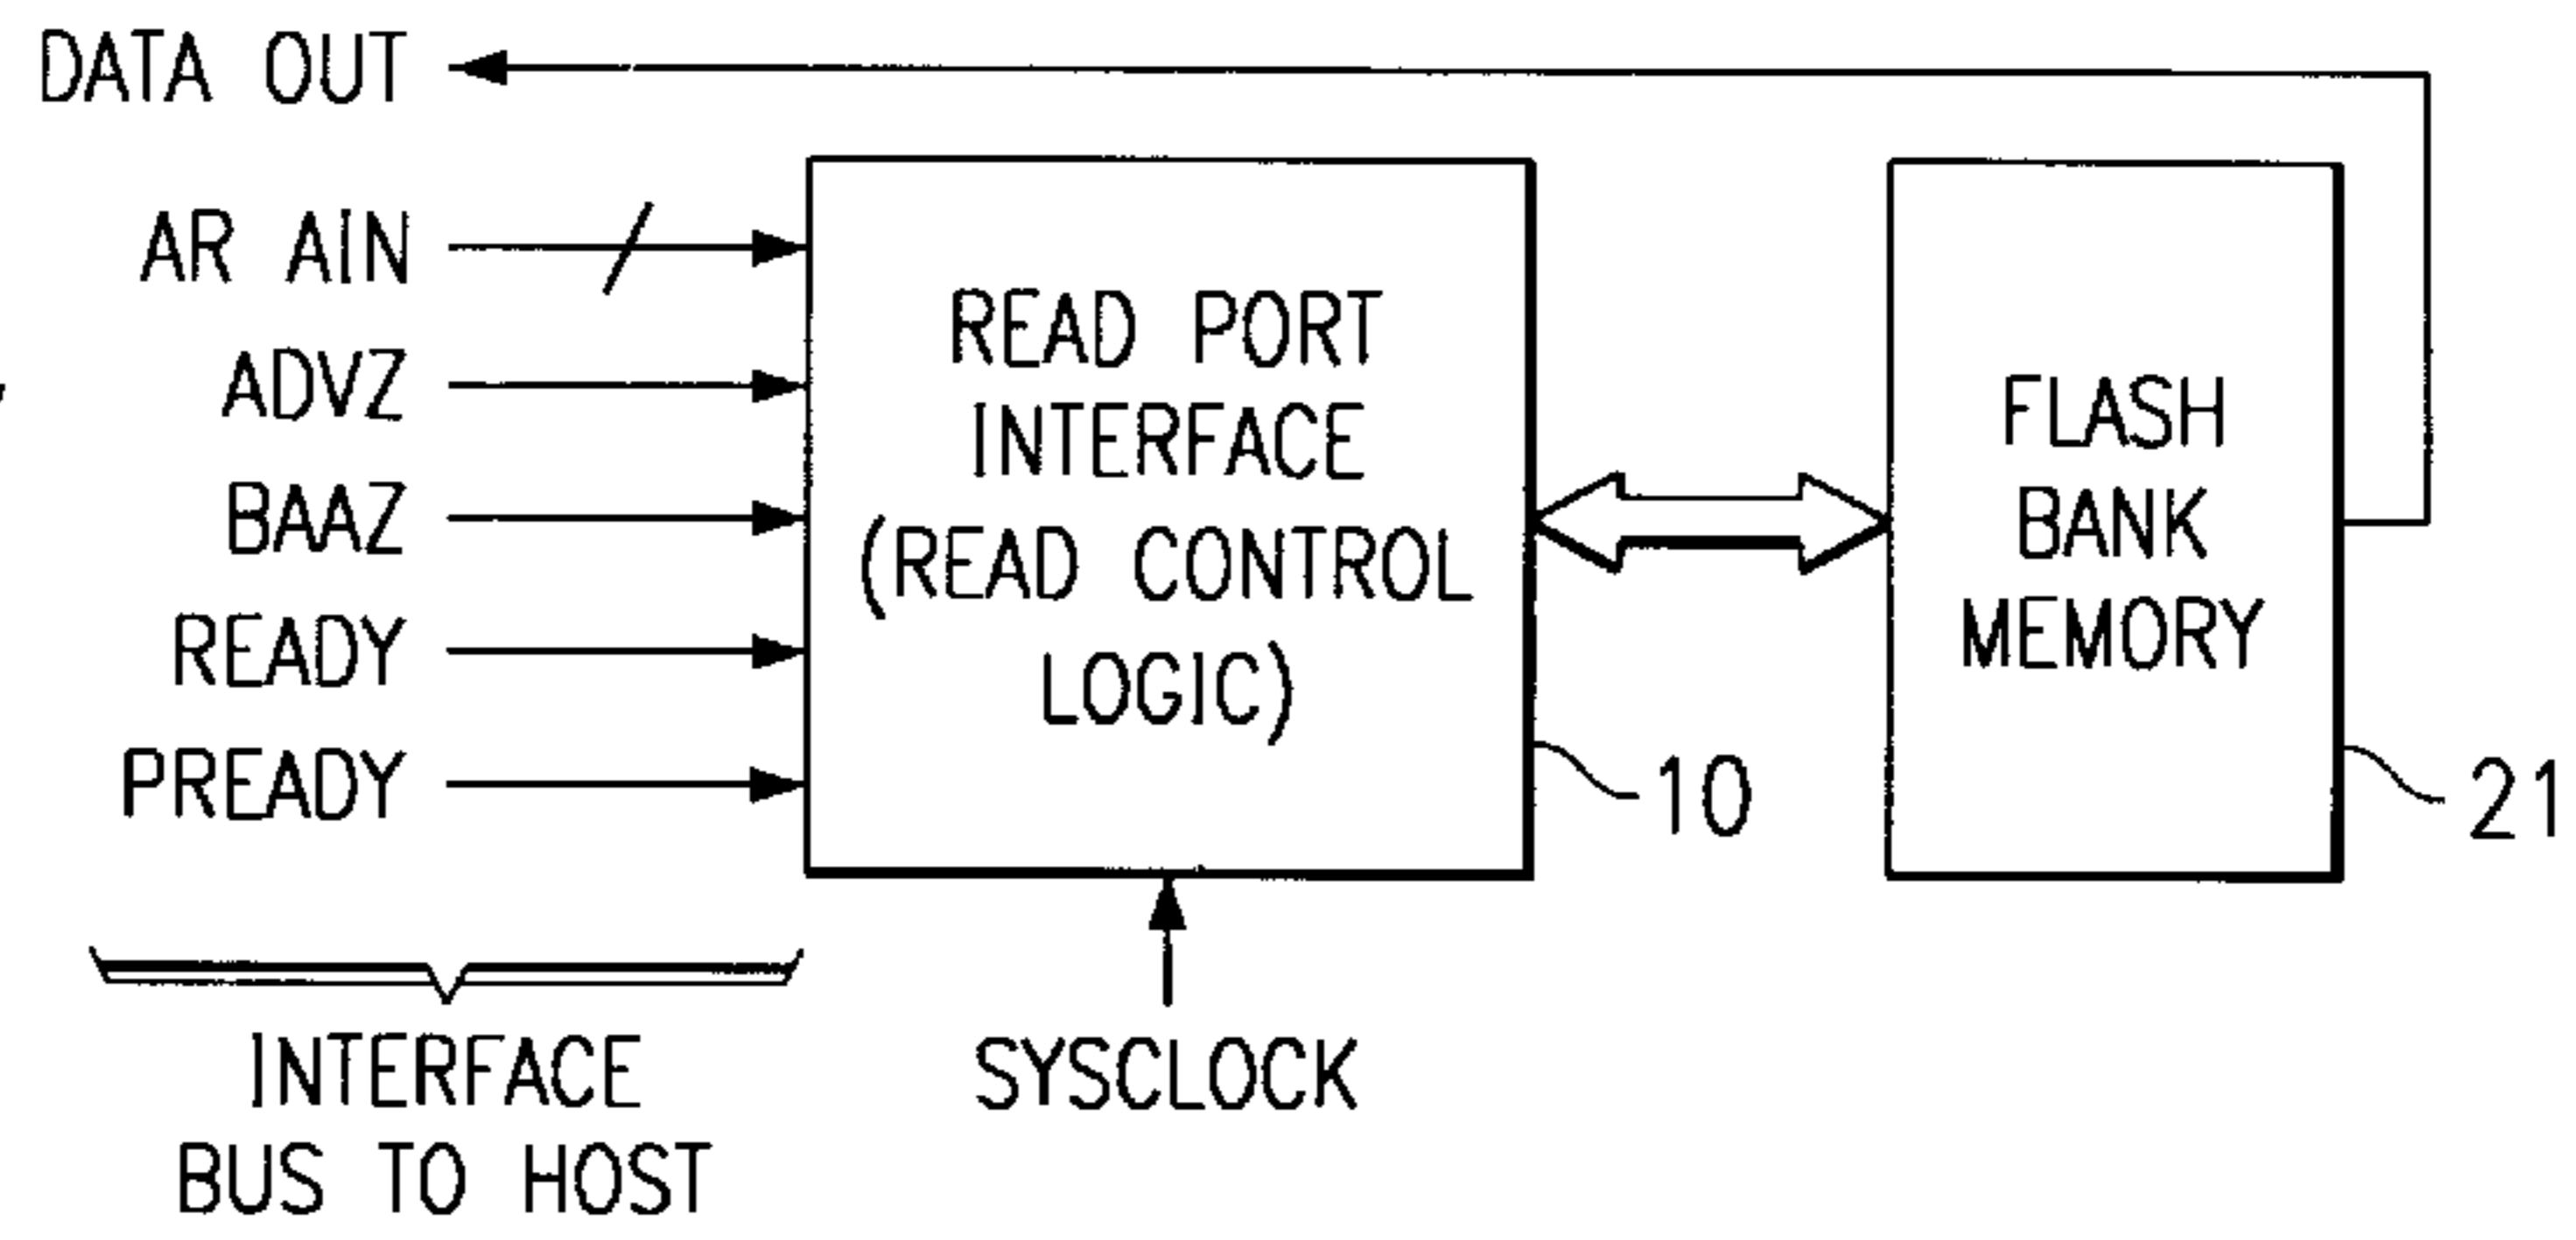 DATA OUT
AR AIN
ADVZ
BAAZ
READY
PREADY
READ PORT
INTERFACE
(READ CONTROL
LOGIC)
FLASH
BANK
MEMORY
10
21
INTERFACE
BUS TO HOST
SYSCLOCK